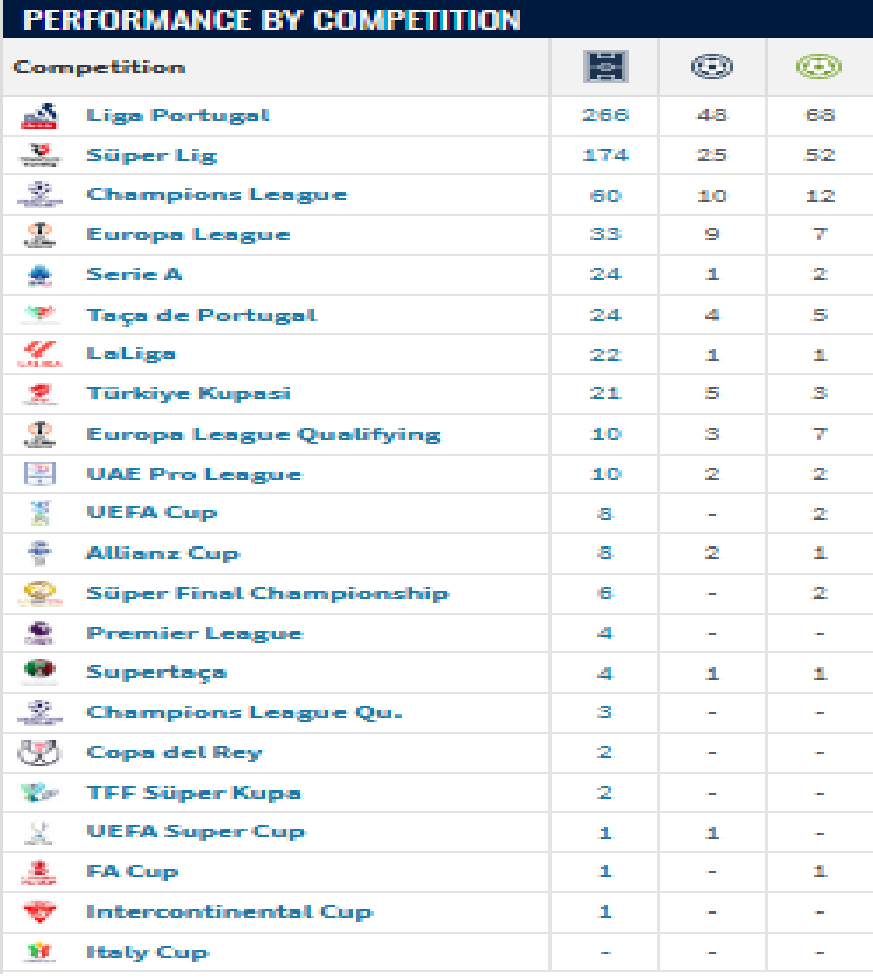 PERFORMANCE BY COMPETITION
Competition
Liga Portugal 266 48 68
Süper Lig 174 25 52
Champions League 60 10 12
Europa League 33 9 7
Serie A 24 1 2
Taça de Portugal 24 4 5
LaLiga 22 1 1
Türkiye Kupasi 21 5 3
Europa League Qualifying 10 3 7
UAE Pro League 10 2 2
UEFA Cup 8 - 2
Allianz Cup 8 2 1
Süper Final Championship 6 - 2
Premier League 4 - -
Supertaça 4 1 1
Champions League Qu. 3 - -
Copa del Rey 2 - -
TFF Süper Kupa 2 - -
UEFA Super Cup 1 1 -
FA Cup 1 - 1
Intercontinental Cup 1 - -
Italy Cup - - -